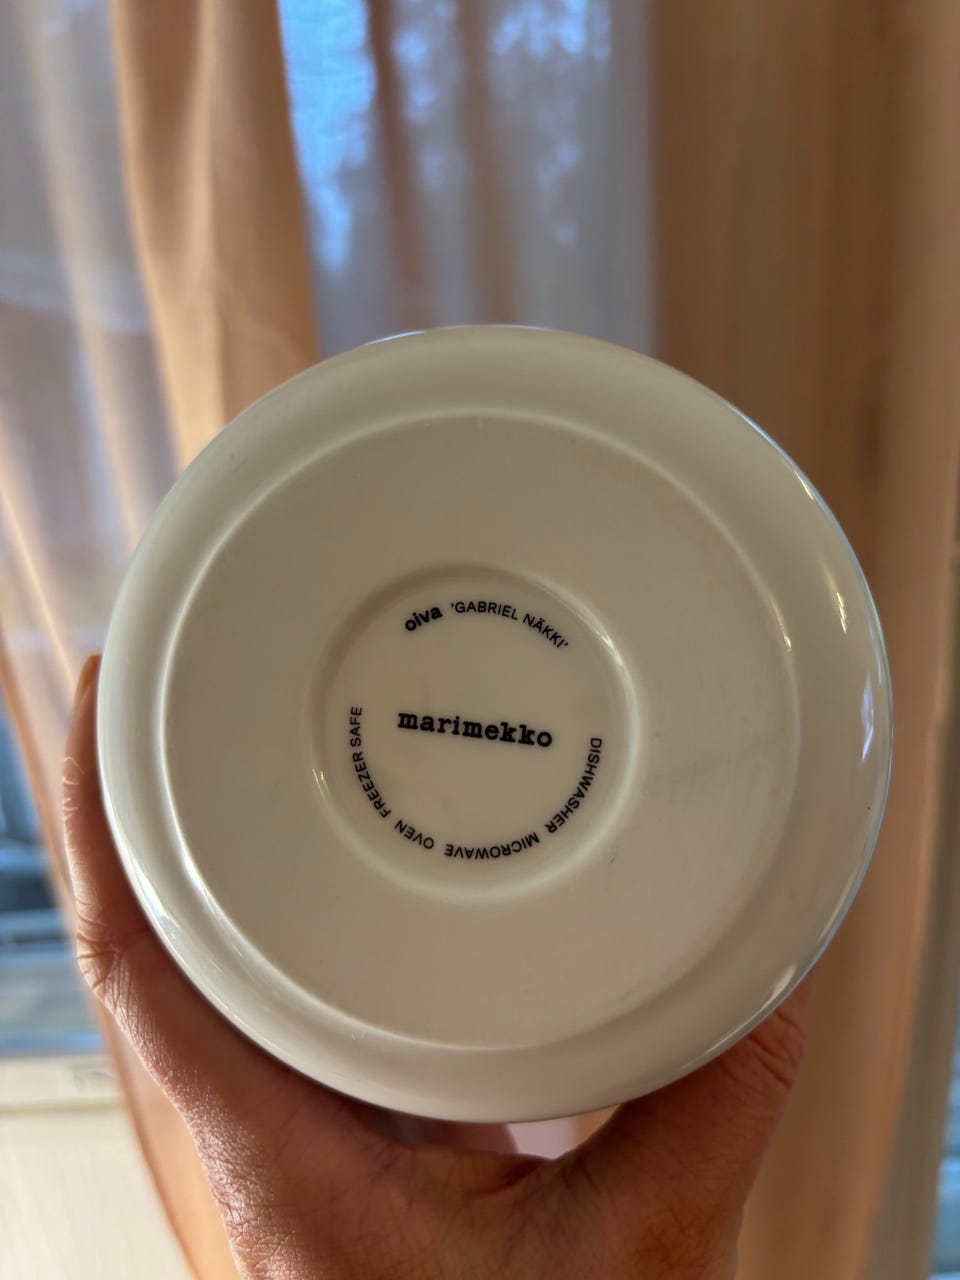 oiva 'GABRIEL NÄKKI'
marimekko
DISHWASHER MICROWAVE OVEN FREEZER SAFE